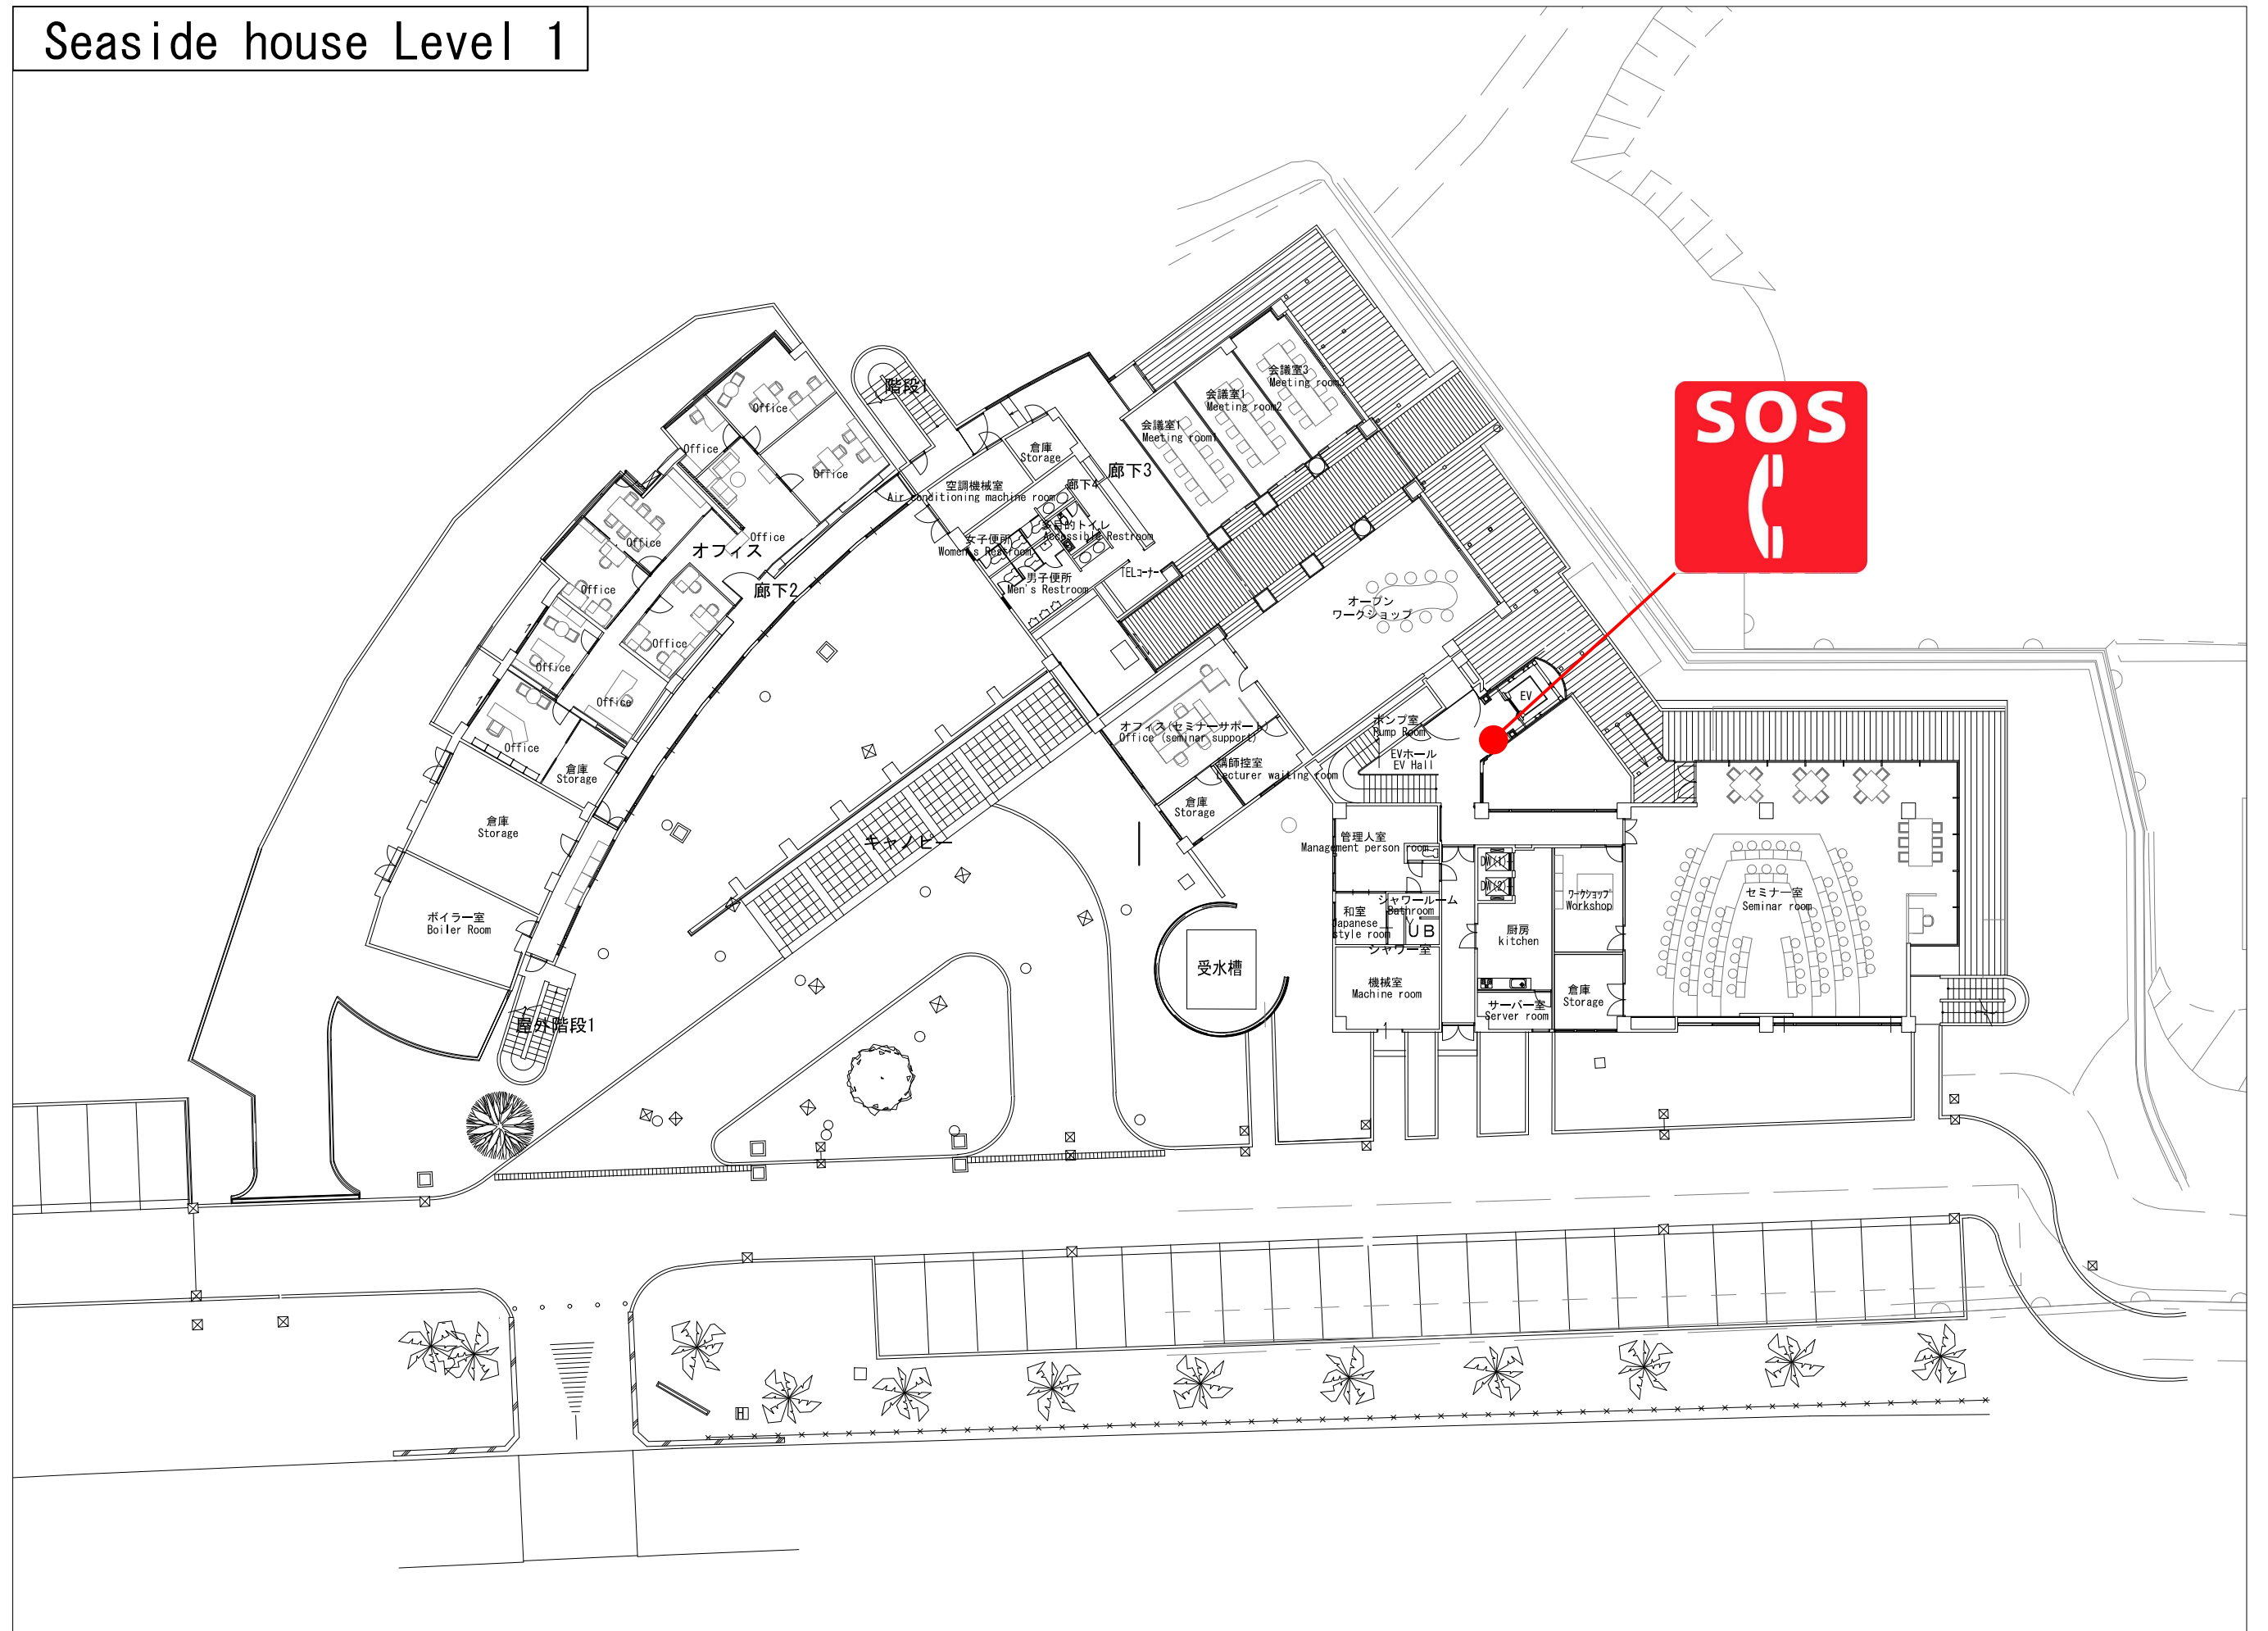 Seaside house Level 1
SOS
階段1
Office
Office
Office
Office
Office
オフィス
Office
Office
廊下2
Office
Office
Office
Office
倉庫
Storage
倉庫
Storage
ボイラー室
Boiler Room
屋外階段1
キャノピー
倉庫
Storage
空調機械室
Air conditioning machine room
廊下3
廊下4
多目的トイレ
Accessible Restroom
女子便所
Women's Restroom
男子便所
Men's Restroom
TELコーナー
会議室1
Meeting room1
会議室1
Meeting room2
会議室3
Meeting room3
オープン
ワークショップ
オフィス(セミナーサポート)
Office (seminar support)
講師控室
Lecturer waiting room
倉庫
Storage
ポンプ室
Pump Room
EV
EVホール
EV Hall
管理人室
Management person room
シャワールーム
Bathroom
和室
Japanese
style room
UB
シャワー室
機械室
Machine room
受水槽
DW(1)
DW(2)
厨房
kitchen
サーバー室
Server room
ワークショップ
Workshop
倉庫
Storage
セミナー室
Seminar room